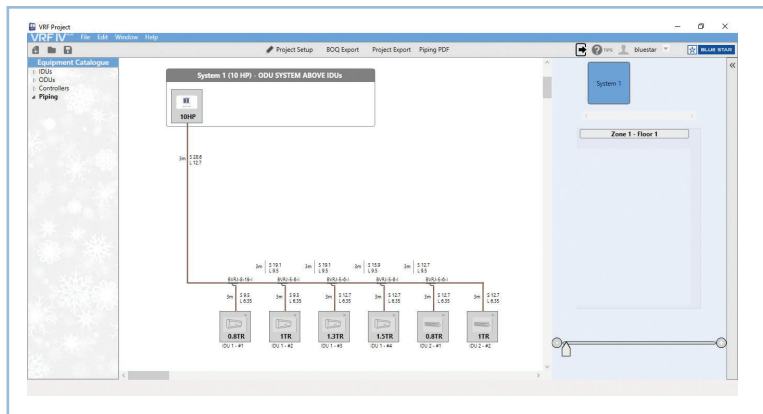 VRF Project
VRF IV File Edit Window Help
Project Setup BOQ Export Project Export Piping PDF
TIPS bluestar BLUE STAR
Equipment Catalogue
IDUs
ODUs
Controllers
Piping
System 1 (10 HP) - ODU SYSTEM ABOVE IDUs
10HP
System 1
Zone 1 - Floor 1
3m S 28.6
L 12.7
3m S 19.1 3m S 19.1 3m S 15.9 3m S 12.7
L 9.5 L 9.5 L 9.5 L 9.5
3m S 9.5 3m S 9.5 3m S 12.7 3m S 12.7 3m S 12.7 3m S 12.7
L 6.35 L 6.35 L 6.35 L 6.35 L 6.35 L 6.35
0.8TR 1TR 1.3TR 1.5TR 0.8TR 1TR
IDU 1 - #1 IDU 1 - #2 IDU 1 - #3 IDU 1 - #4 IDU 2 - #1 IDU 2 - #2